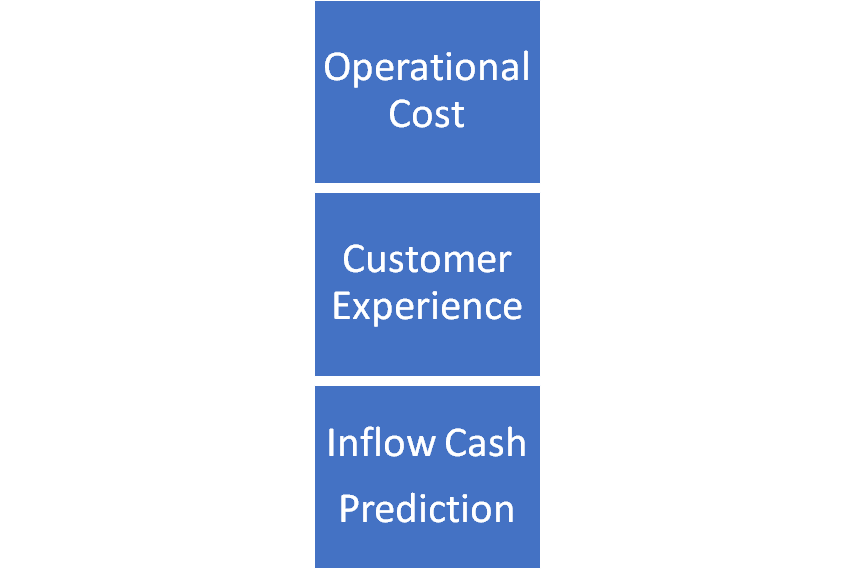 Operational
Cost
Customer
Experience
Inflow Cash
Prediction